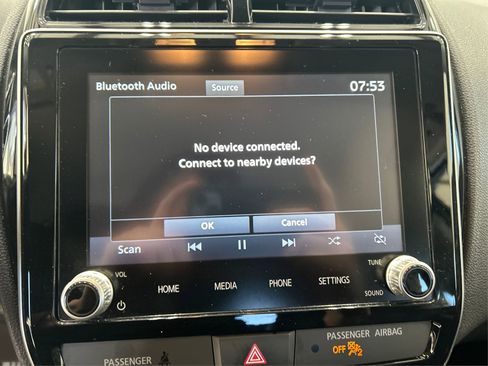 Bluetooth Audio Source 07:53
No device connected.
Connect to nearby devices?
OK Cancel
Scan
VOL TUNE
HOME MEDIA PHONE SETTINGS
SOUND
PASSENGER AIRBAG
PASSENGER OFF 2